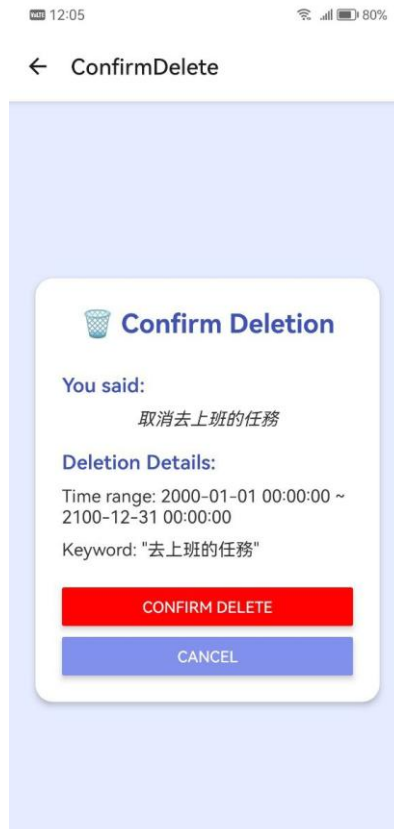 VoLTE 12:05 80%
← ConfirmDelete
🗑️ Confirm Deletion
You said:
取消去上班的任務
Deletion Details:
Time range: 2000-01-01 00:00:00 ~
2100-12-31 00:00:00
Keyword: "去上班的任務"
CONFIRM DELETE
CANCEL